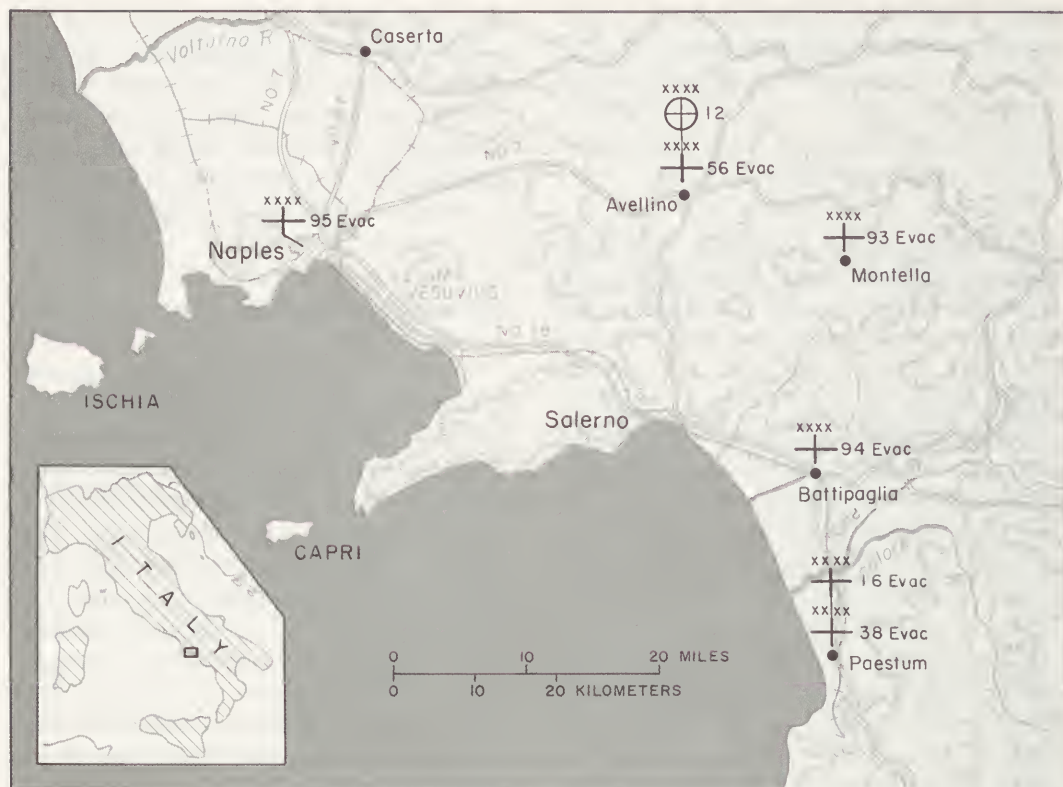 Volturno R
Caserta
NO 7
XXXX
12
XXXX
NO 7
56 Evac
Avellino
XXXX
95 Evac
Naples
XXXX
93 Evac
Montella
VESUVIUS
NO 18
ISCHIA
Salerno
XXXX
94 Evac
Battipaglia
CAPRI
ITALY
XXXX
16 Evac
XXXX
38 Evac
Paestum
0 10 20 MILES
0 10 20 KILOMETERS